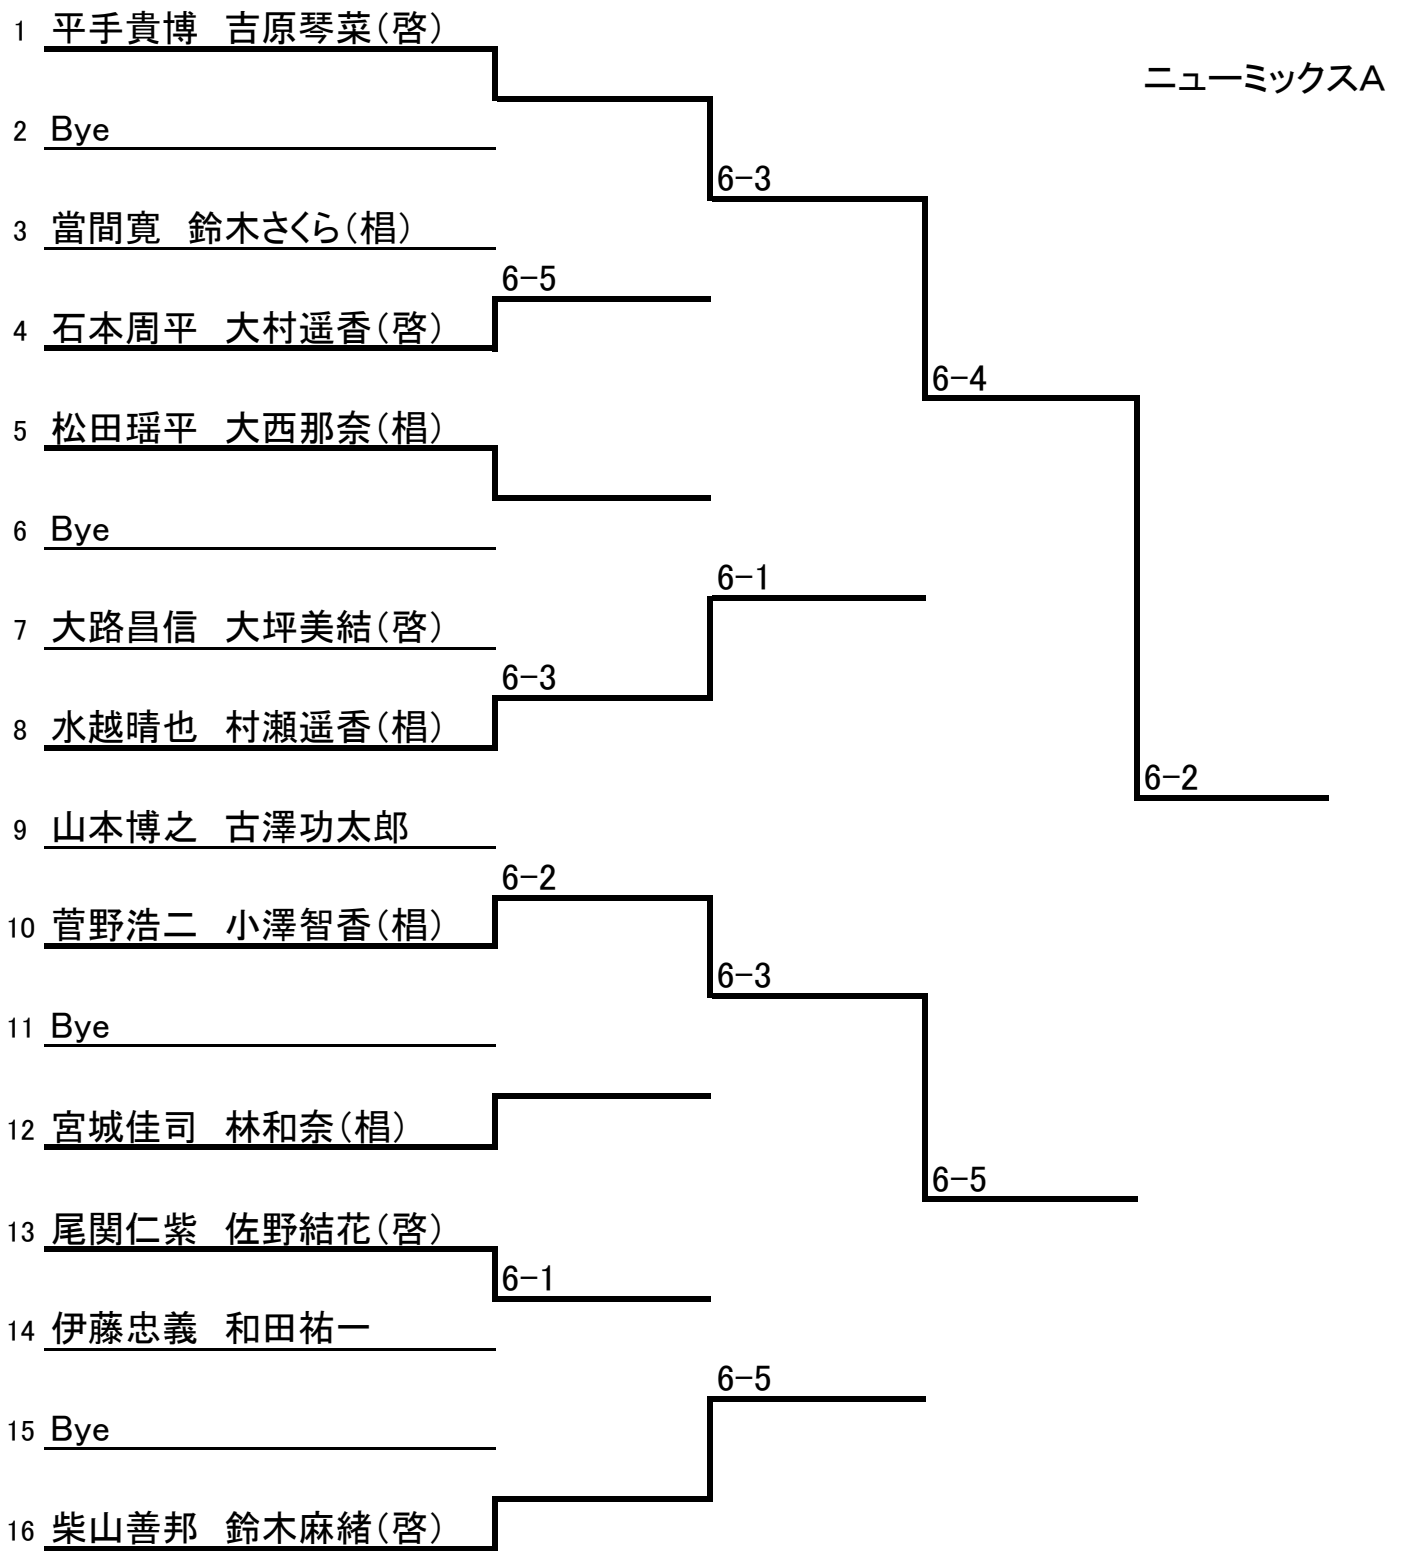 1 平手貴博 吉原琴菜(啓)
ニューミックスA
2 Bye
6-3
3 當間寛 鈴木さくら(椙)
6-5
4 石本周平 大村遥香(啓)
6-4
5 松田瑶平 大西那奈(椙)
6 Bye
6-1
7 大路昌信 大坪美結(啓)
6-3
8 水越晴也 村瀬遥香(椙)
6-2
9 山本博之 古澤功太郎
6-2
10 菅野浩二 小澤智香(椙)
6-3
11 Bye
12 宮城佳司 林和奈(椙)
6-5
13 尾関仁紫 佐野結花(啓)
6-1
14 伊藤忠義 和田祐一
6-5
15 Bye
16 柴山善邦 鈴木麻緒(啓)